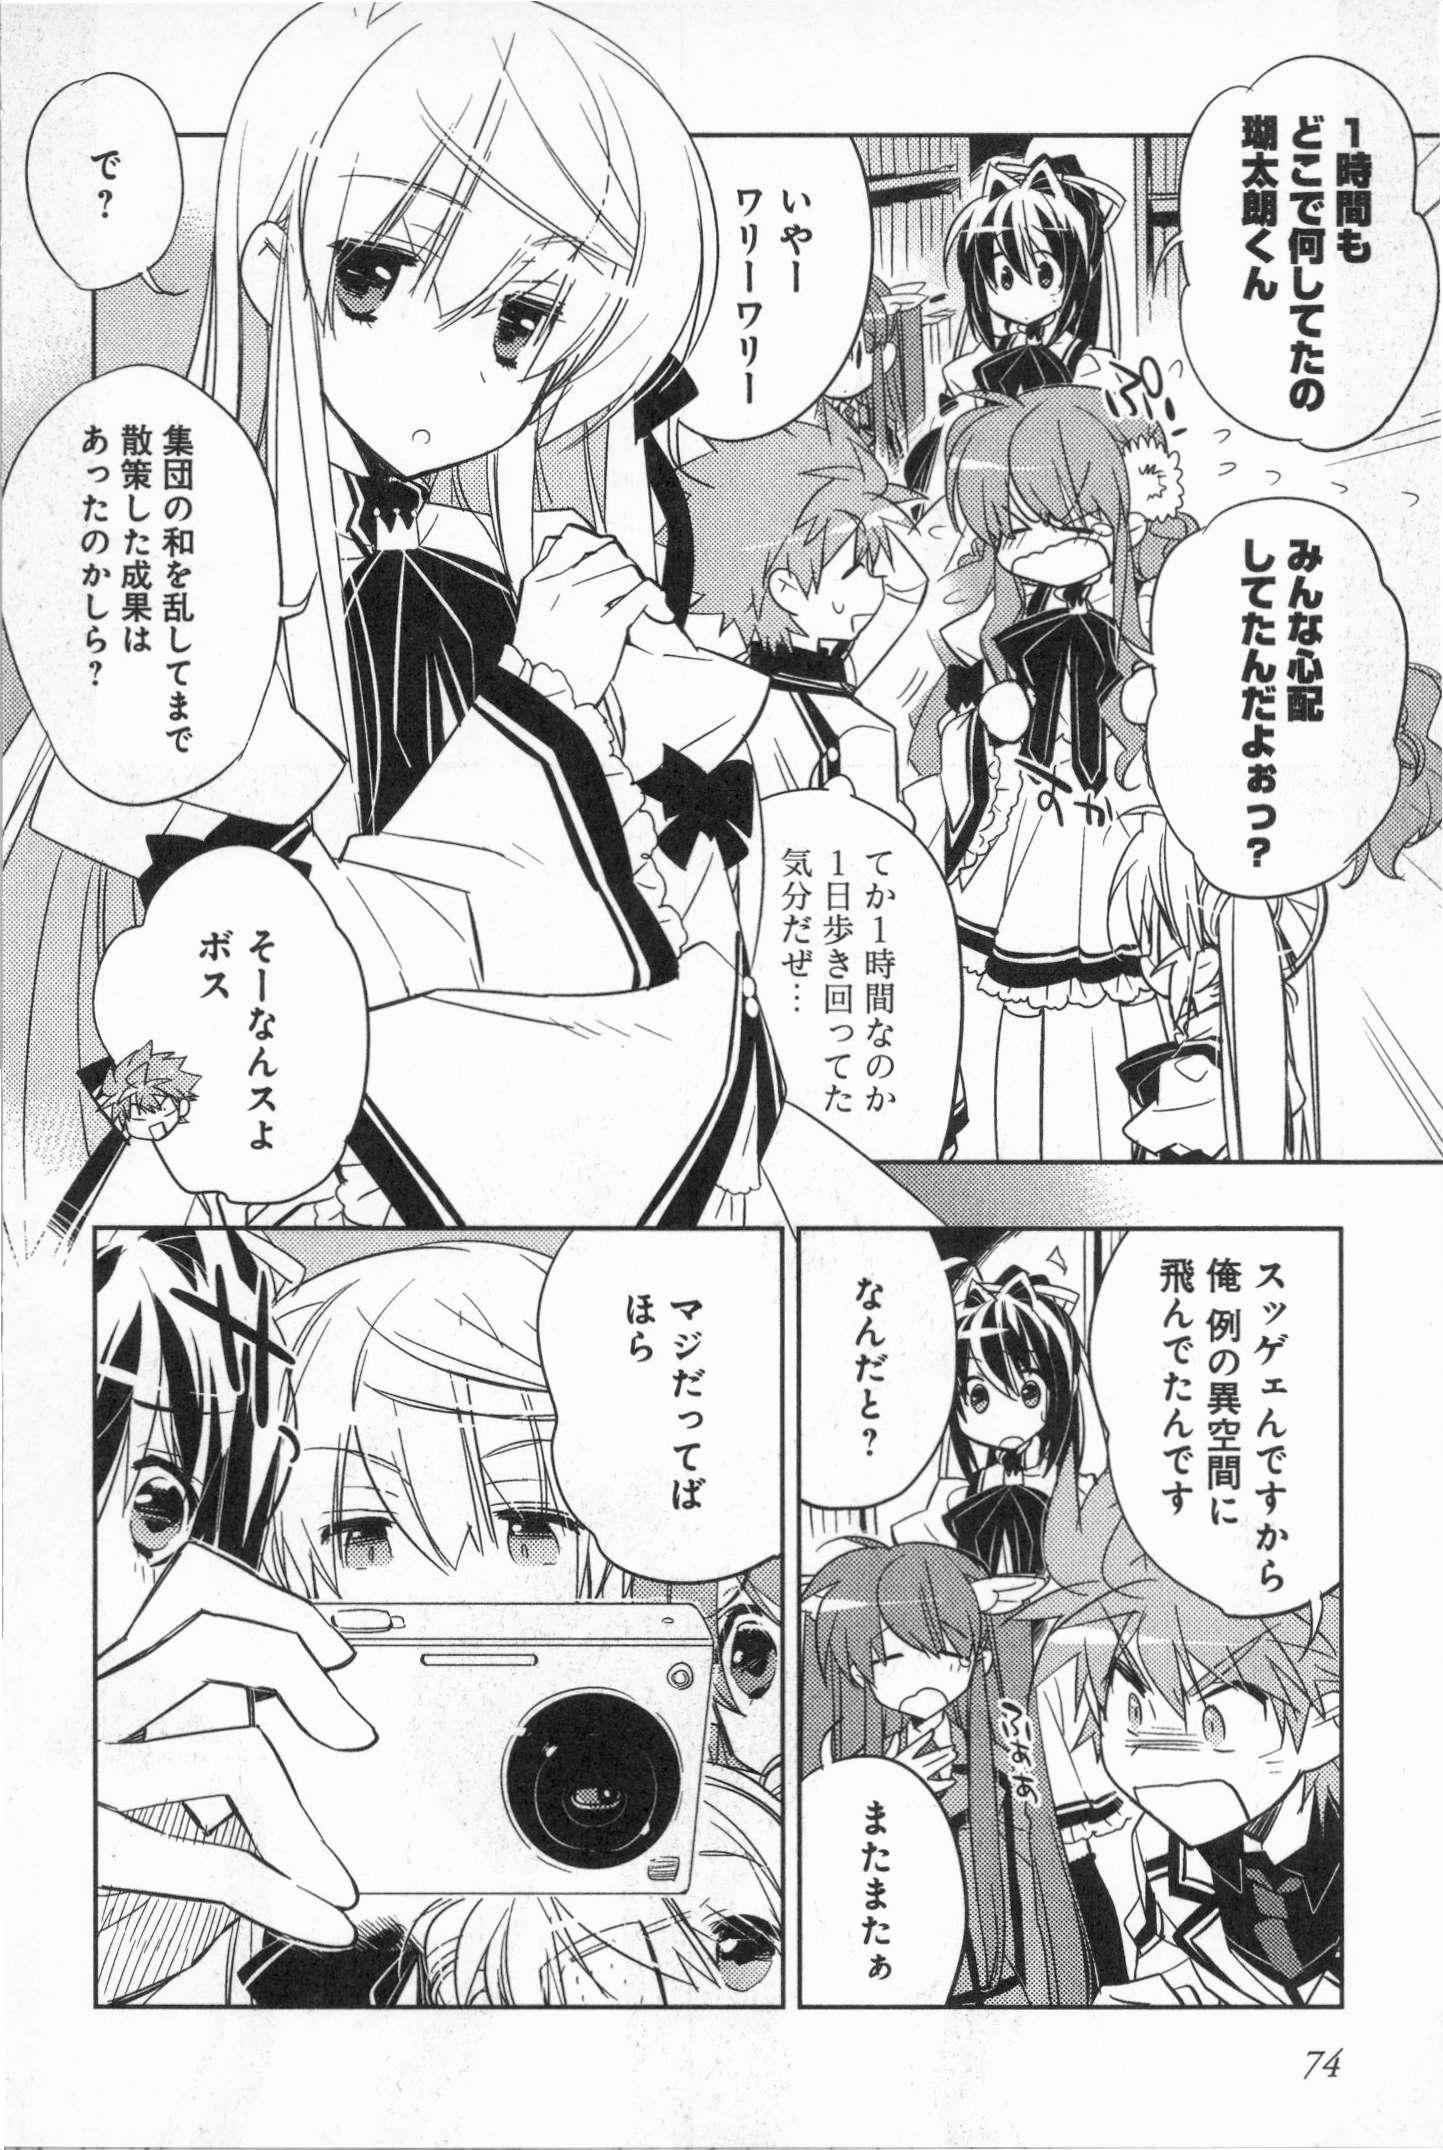 １時間も
どこで何してたの
瑚太朗くん
ぷい
みんな心配
してたんだよぉっ？
いやー
ワリーワリー
てか１時間なのか
１日歩き回ってた
気分だぜ…
で？
集団の和を乱してまで
散策した成果は
あったのかしら？
そーなんスよ
ボス
スッゲェんですから
俺 例の異空間に
飛んでたんです
なんだと？
ふぁぁ
またまたぁ
マジだってば
ほら
74